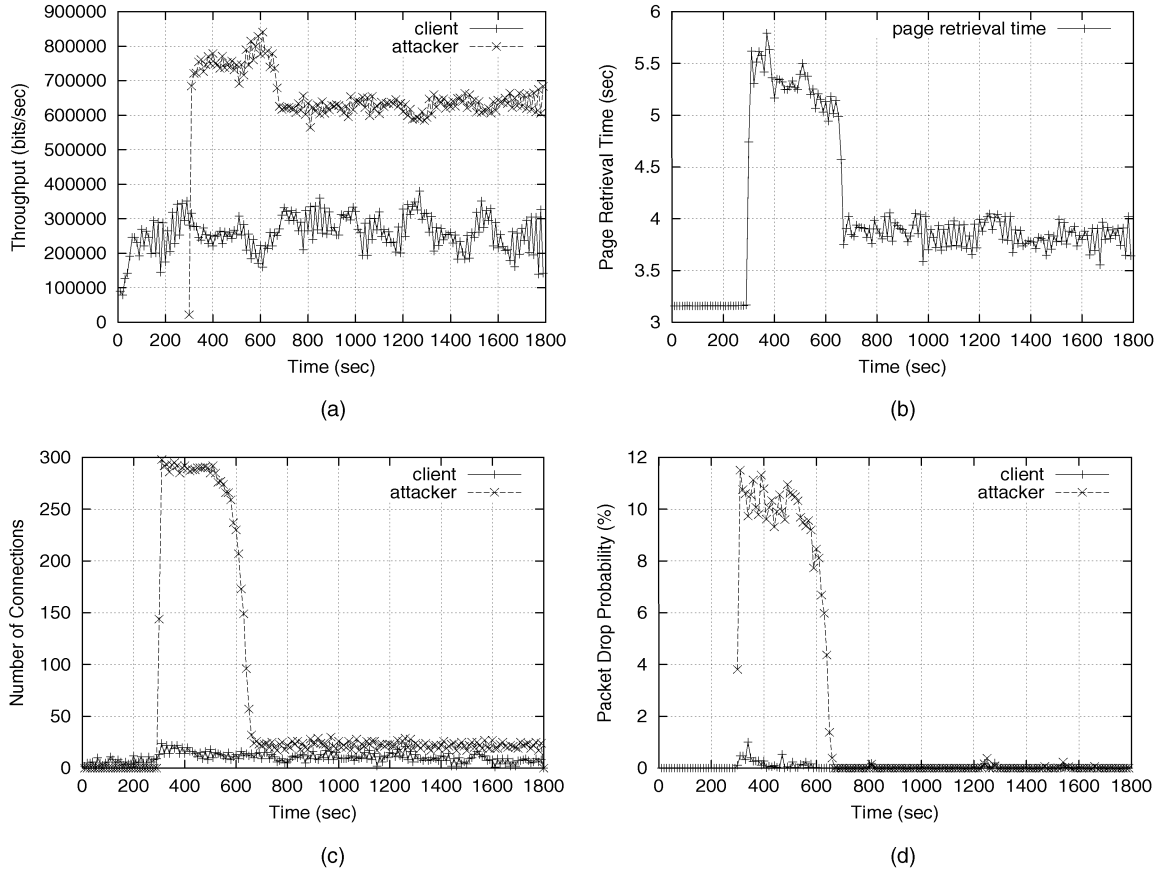 900000
800000
700000
600000
500000
400000
300000
200000
100000
0
Throughput (bits/sec)
client
attacker
0 200 400 600 800 1000 1200 1400 1600 1800
Time (sec)
(a)
6
5.5
5
4.5
4
3.5
3
Page Retrieval Time (sec)
page retrieval time
0 200 400 600 800 1000 1200 1400 1600 1800
Time (sec)
(b)
300
250
200
150
100
50
0
Number of Connections
client
attacker
0 200 400 600 800 1000 1200 1400 1600 1800
Time (sec)
(c)
12
10
8
6
4
2
0
Packet Drop Probability (%)
client
attacker
0 200 400 600 800 1000 1200 1400 1600 1800
Time (sec)
(d)